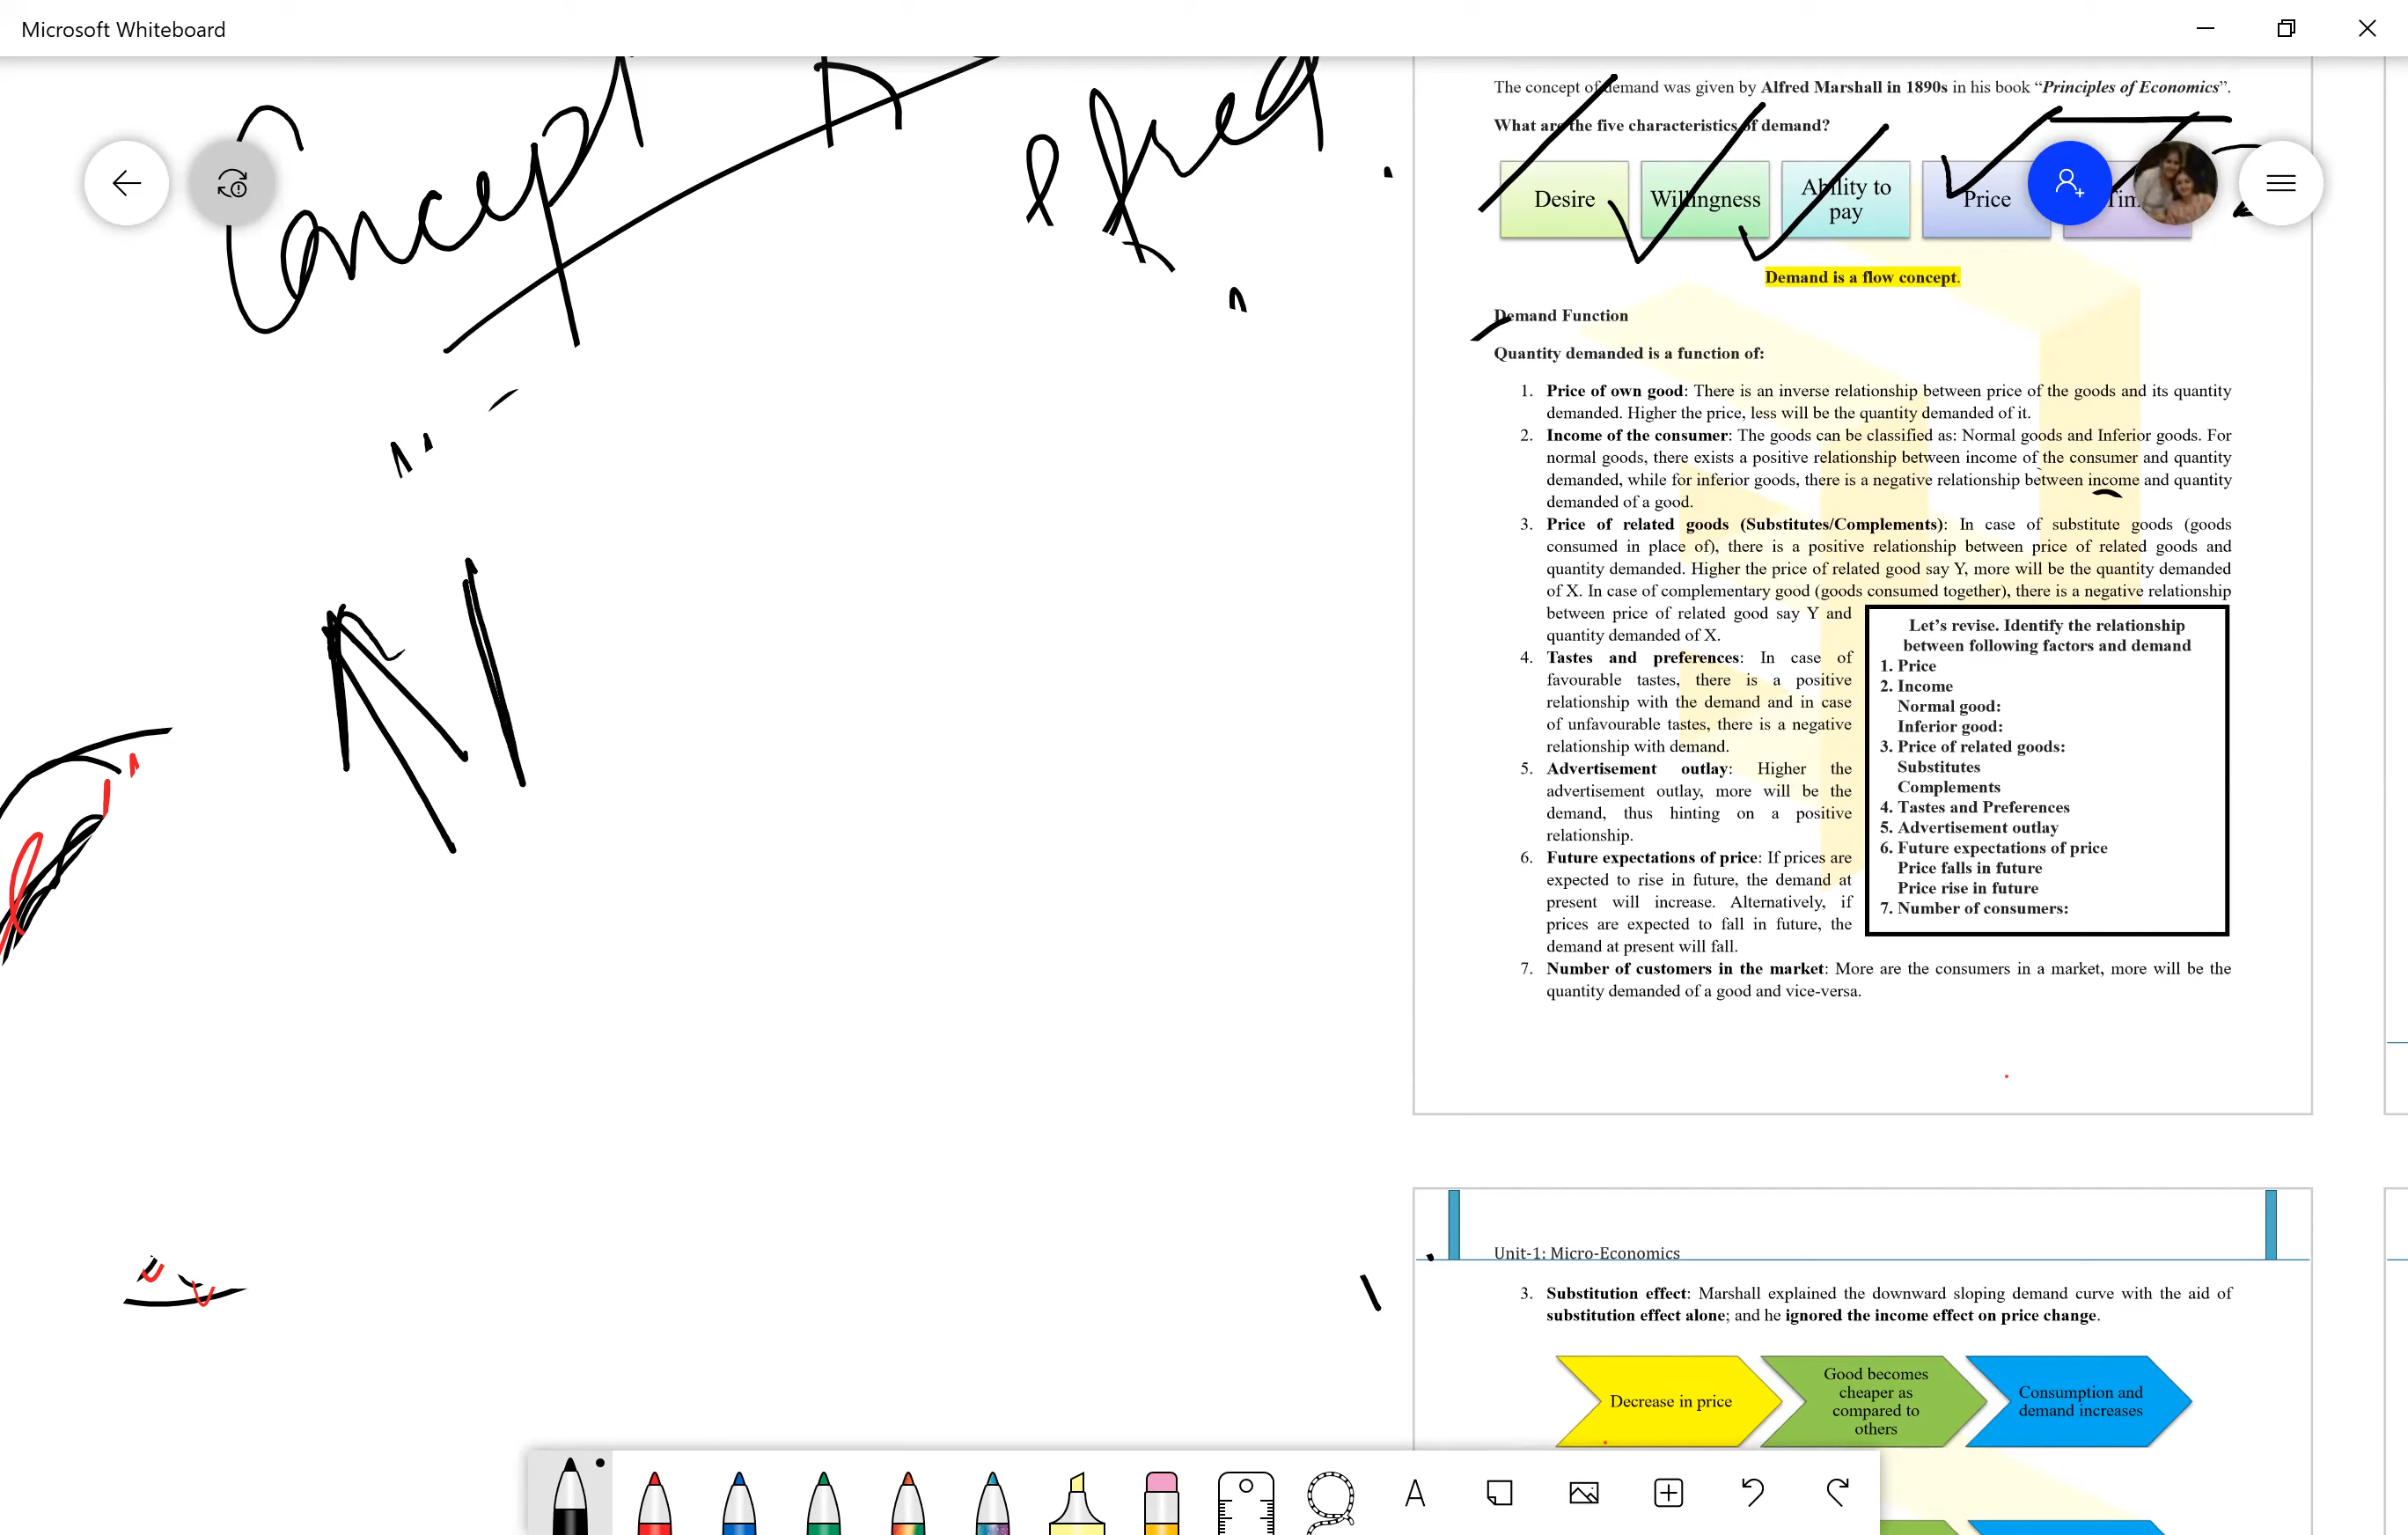 Microsoft Whiteboard
Concept
The concept of demand was given by Alfred Marshall in 1890s in his book “Principles of Economics”.
What are the five characteristics of demand?
Desire
Willingness
Ability to
pay
Price
Demand is a flow concept.
Demand Function
Quantity demanded is a function of:
1. Price of own good: There is an inverse relationship between price of the goods and its quantity
demanded. Higher the price, less will be the quantity demanded of it.
2. Income of the consumer: The goods can be classified as: Normal goods and Inferior goods. For
normal goods, there exists a positive relationship between income of the consumer and quantity
demanded, while for inferior goods, there is a negative relationship between income and quantity
demanded of a good.
3. Price of related goods (Substitutes/Complements): In case of substitute goods (goods
consumed in place of), there is a positive relationship between price of related goods and
quantity demanded. Higher the price of related good say Y, more will be the quantity demanded
of X. In case of complementary good (goods consumed together), there is a negative relationship
between price of related good say Y and
quantity demanded of X.
4. Tastes and preferences: In case of
favourable tastes, there is a positive
relationship with the demand and in case
of unfavourable tastes, there is a negative
relationship with demand.
5. Advertisement outlay: Higher the
advertisement outlay, more will be the
demand, thus hinting on a positive
relationship.
6. Future expectations of price: If prices are
expected to rise in future, the demand at
present will increase. Alternatively, if
prices are expected to fall in future, the
demand at present will fall.
7. Number of customers in the market: More are the consumers in a market, more will be the
quantity demanded of a good and vice-versa.
Let’s revise. Identify the relationship
between following factors and demand
1. Price
2. Income
Normal good:
Inferior good:
3. Price of related goods:
Substitutes
Complements
4. Tastes and Preferences
5. Advertisement outlay
6. Future expectations of price
Price falls in future
Price rise in future
7. Number of consumers:
Unit-1: Micro-Economics
3. Substitution effect: Marshall explained the downward sloping demand curve with the aid of
substitution effect alone; and he ignored the income effect on price change.
Decrease in price
Good becomes
cheaper as
compared to
others
Consumption and
demand increases